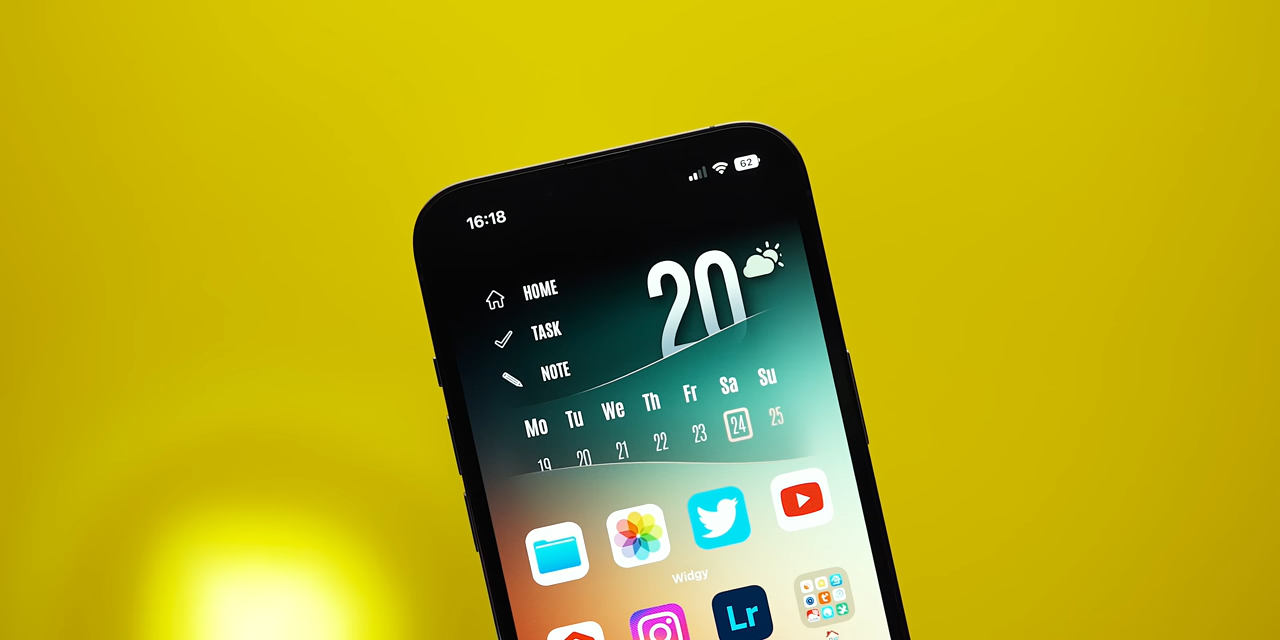 16:18
62
HOME
20
TASK
NOTE
Mo Tu We Th Fr Sa Su
19 20 21 22 23 24 25
Widgy
Lr